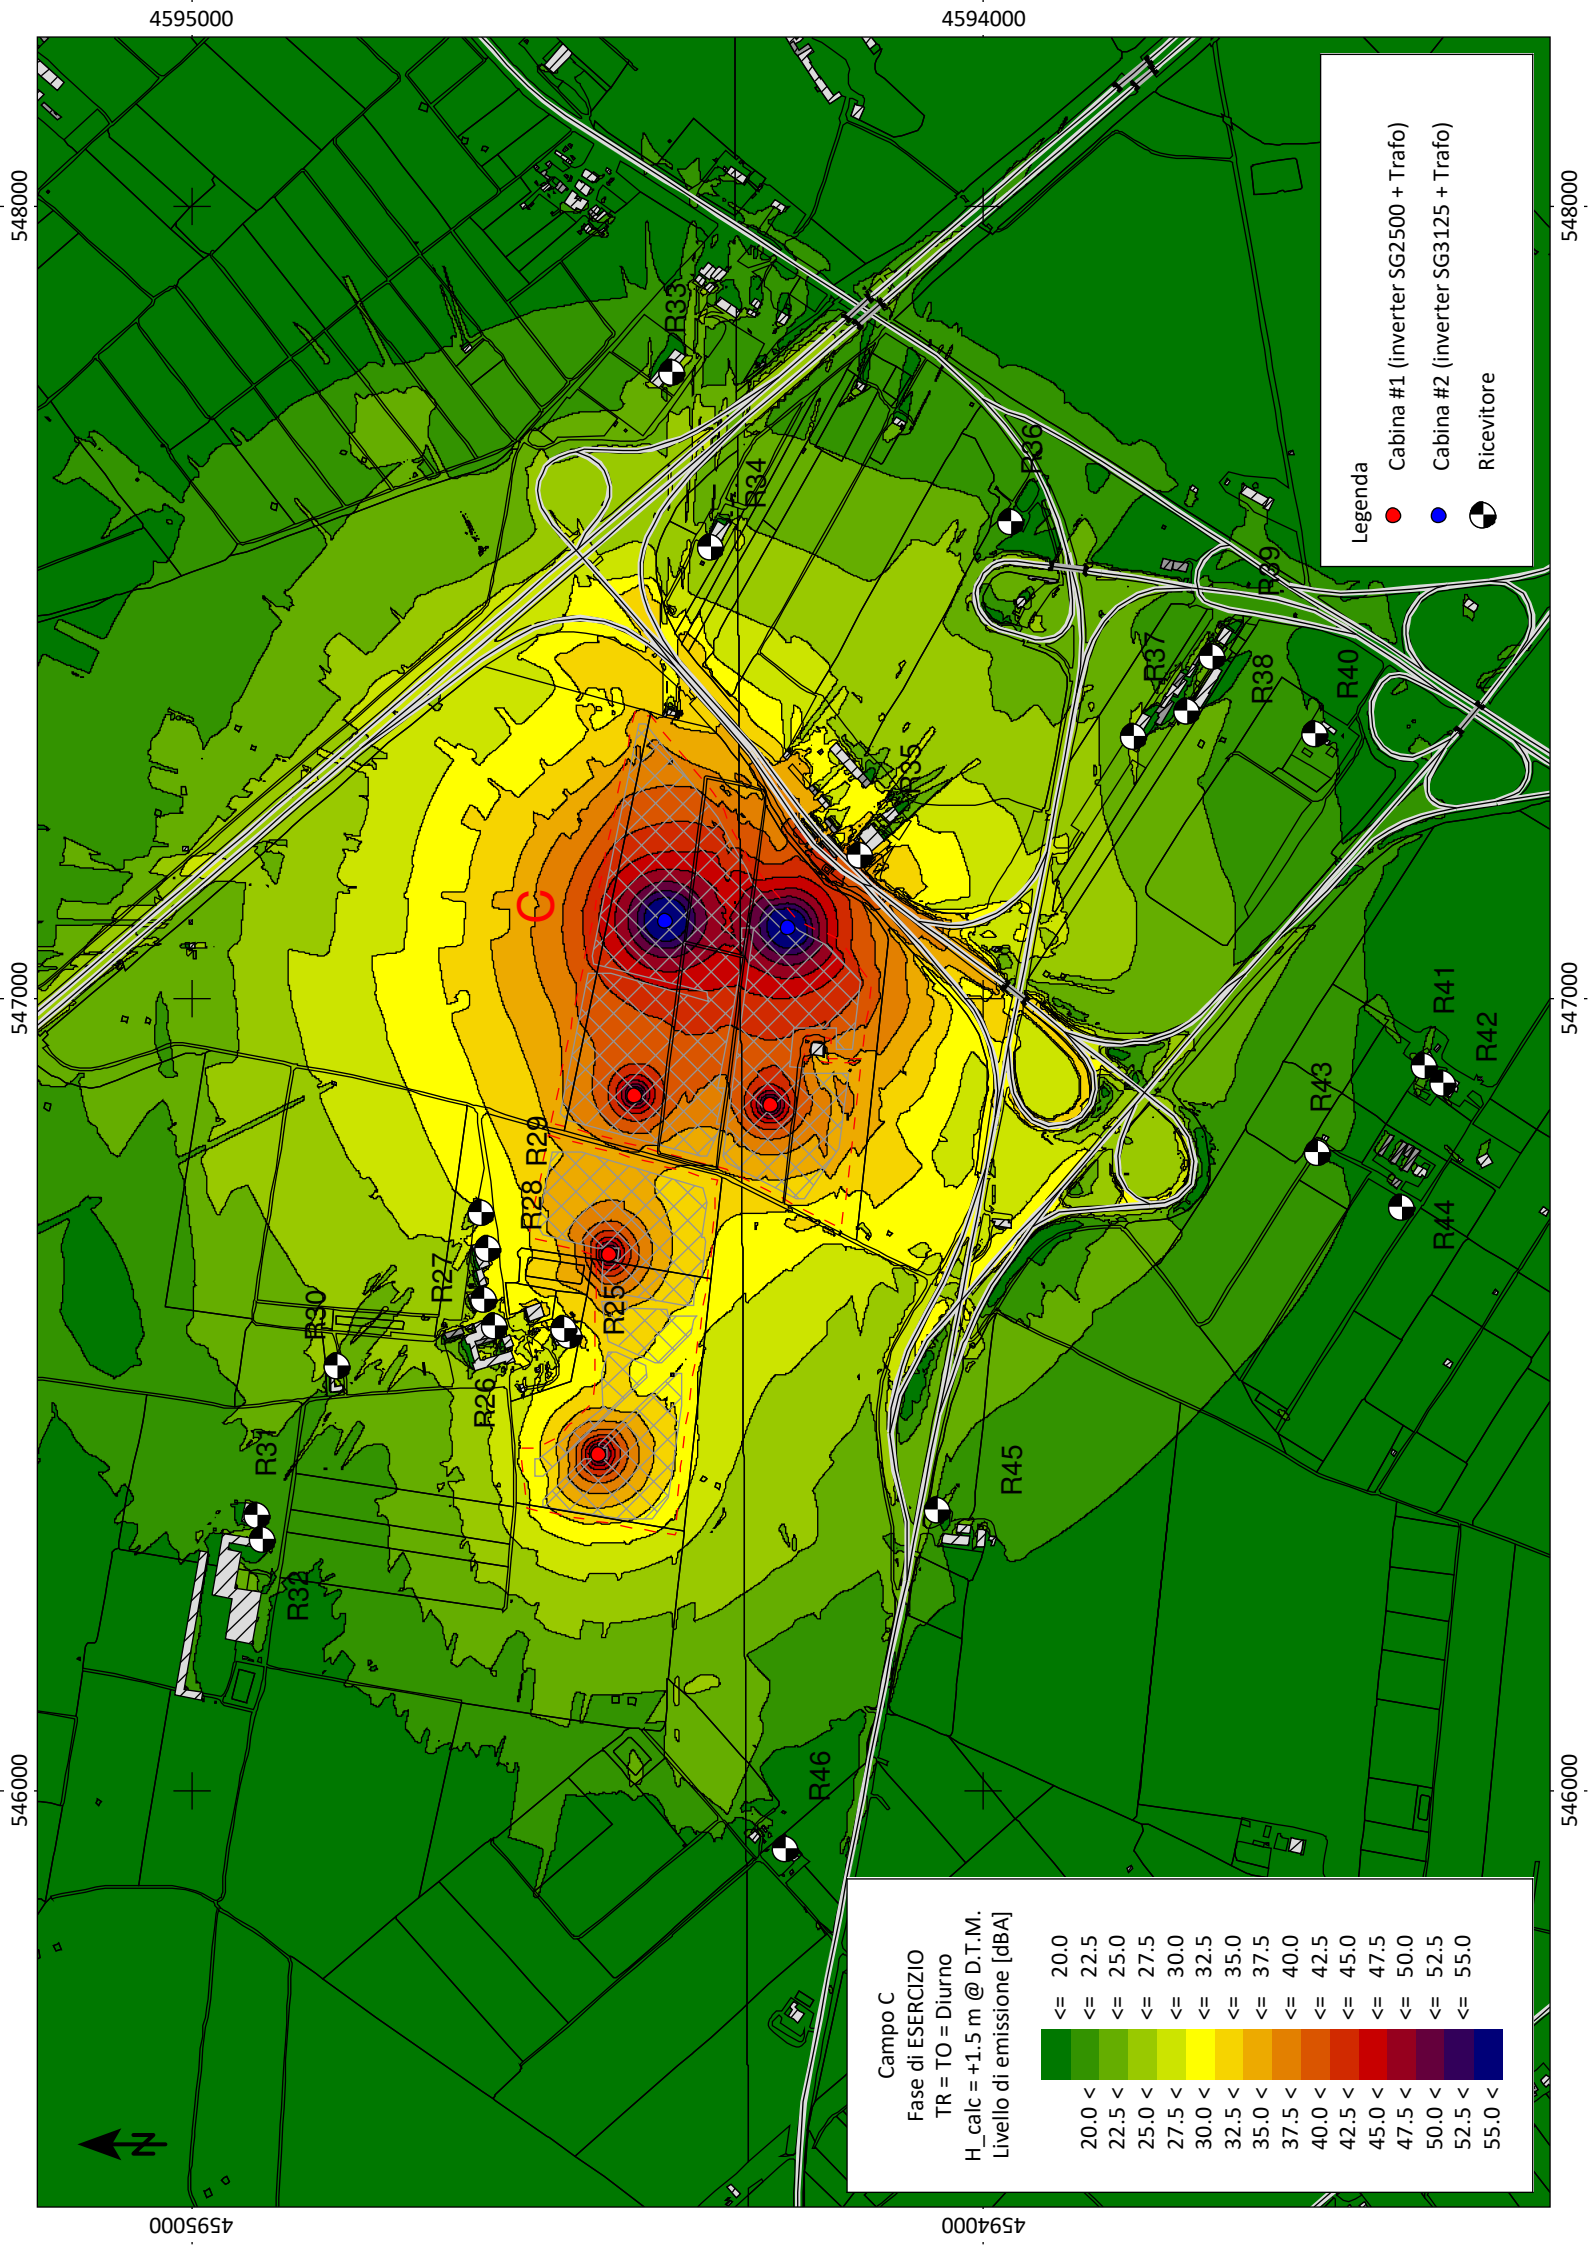 4595000
4594000
548000
548000
547000
547000
546000
546000
4595000
4594000
N
C
R25
R26
R27
R28
R29
R30
R31
R32
R33
R34
R35
R36
R37
R38
R39
R40
R41
R42
R43
R44
R45
R46
Legenda
Cabina #1 (inverter SG2500 + Trafo)
Cabina #2 (inverter SG3125 + Trafo)
Ricevitore
Campo C
Fase di ESERCIZIO
TR = TO = Diurno
H_calc = +1.5 m @ D.T.M.
Livello di emissione [dBA]
<= 20.0
20.0 < <= 22.5
22.5 < <= 25.0
25.0 < <= 27.5
27.5 < <= 30.0
30.0 < <= 32.5
32.5 < <= 35.0
35.0 < <= 37.5
37.5 < <= 40.0
40.0 < <= 42.5
42.5 < <= 45.0
45.0 < <= 47.5
47.5 < <= 50.0
50.0 < <= 52.5
52.5 < <= 55.0
55.0 <